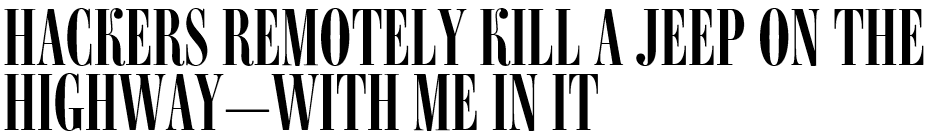 HACKERS REMOTELY KILL A JEEP ON THE
HIGHWAY—WITH ME IN IT